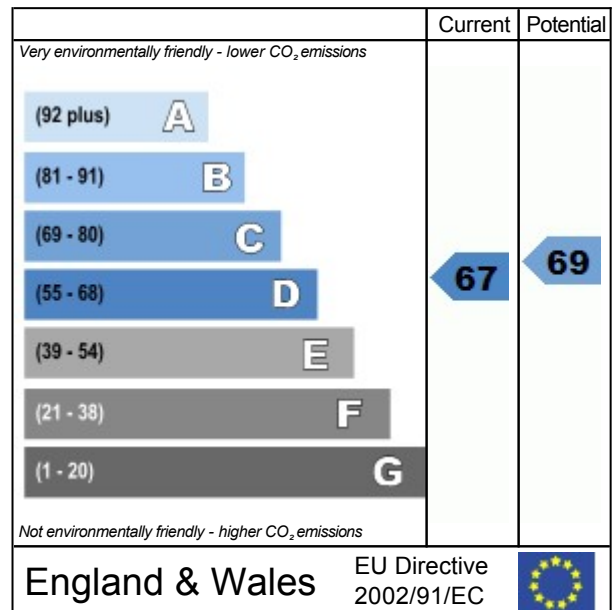 Current Potential
Very environmentally friendly - lower CO₂ emissions
(92 plus) A
(81 - 91) B
(69 - 80) C
(55 - 68) D
(39 - 54) E
(21 - 38) F
(1 - 20) G
67
69
Not environmentally friendly - higher CO₂ emissions
England & Wales
EU Directive
2002/91/EC